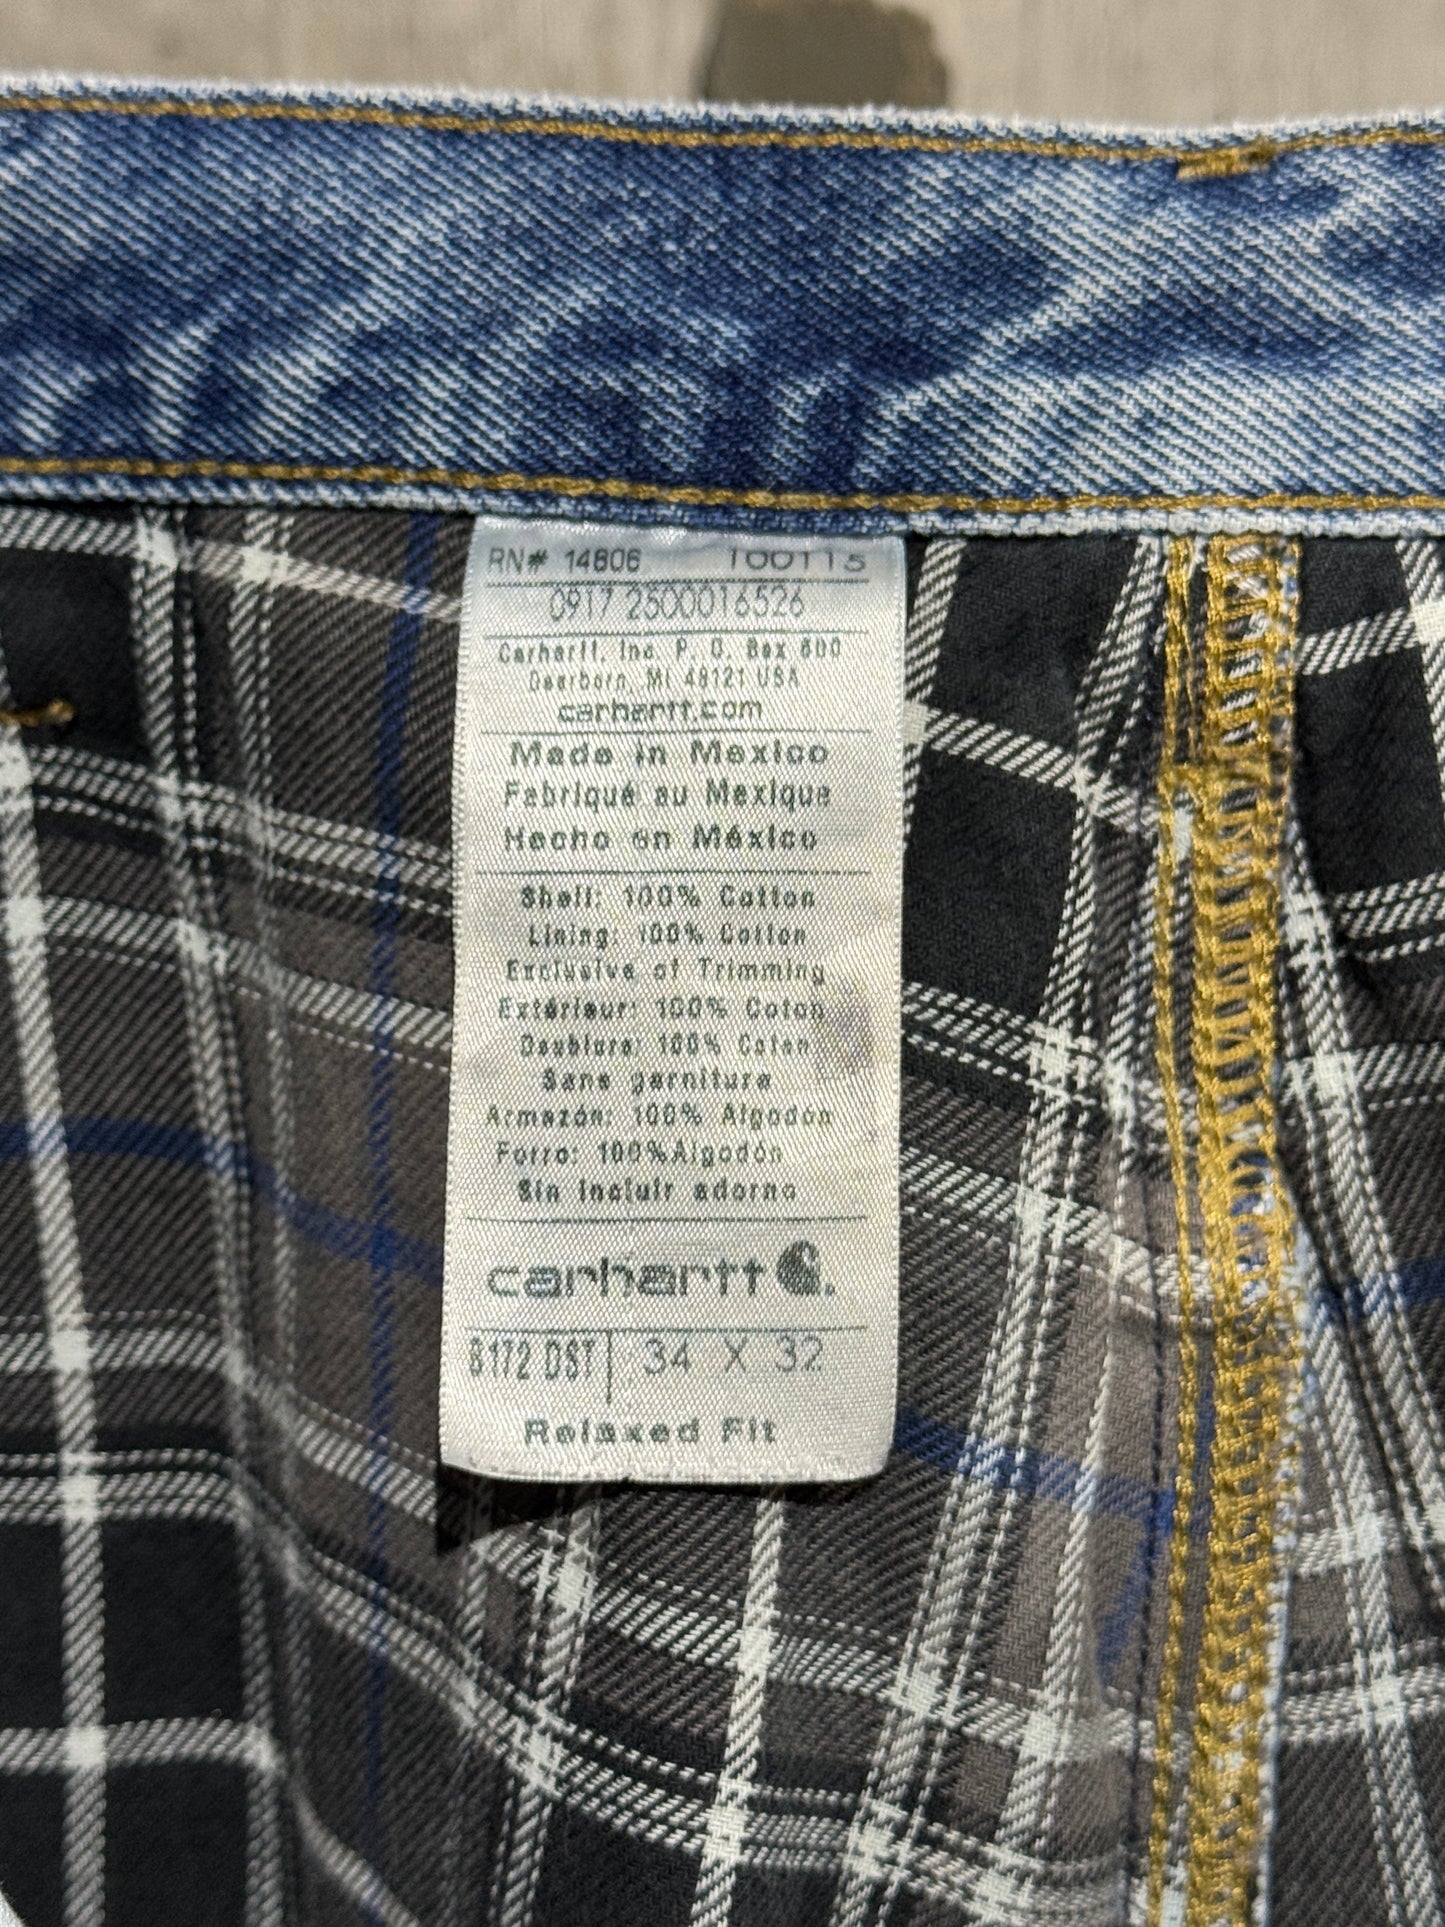 RN# 14806 100115
0917 2500016526
Carhartt, Inc. P. O. Box 600
Dearborn, MI 48121 USA
carhartt.com
Made in Mexico
Fabriqué au Mexique
Hecho en México
Shell: 100% Cotton
Lining: 100% Cotton
Exclusive of Trimming
Extérieur: 100% Coton
Doublure: 100% Coton
Sans garniture
Armazón: 100% Algodón
Forro: 100%Algodón
Sin incluir adorno
carhartt
B172 DST 34 X 32
Relaxed Fit